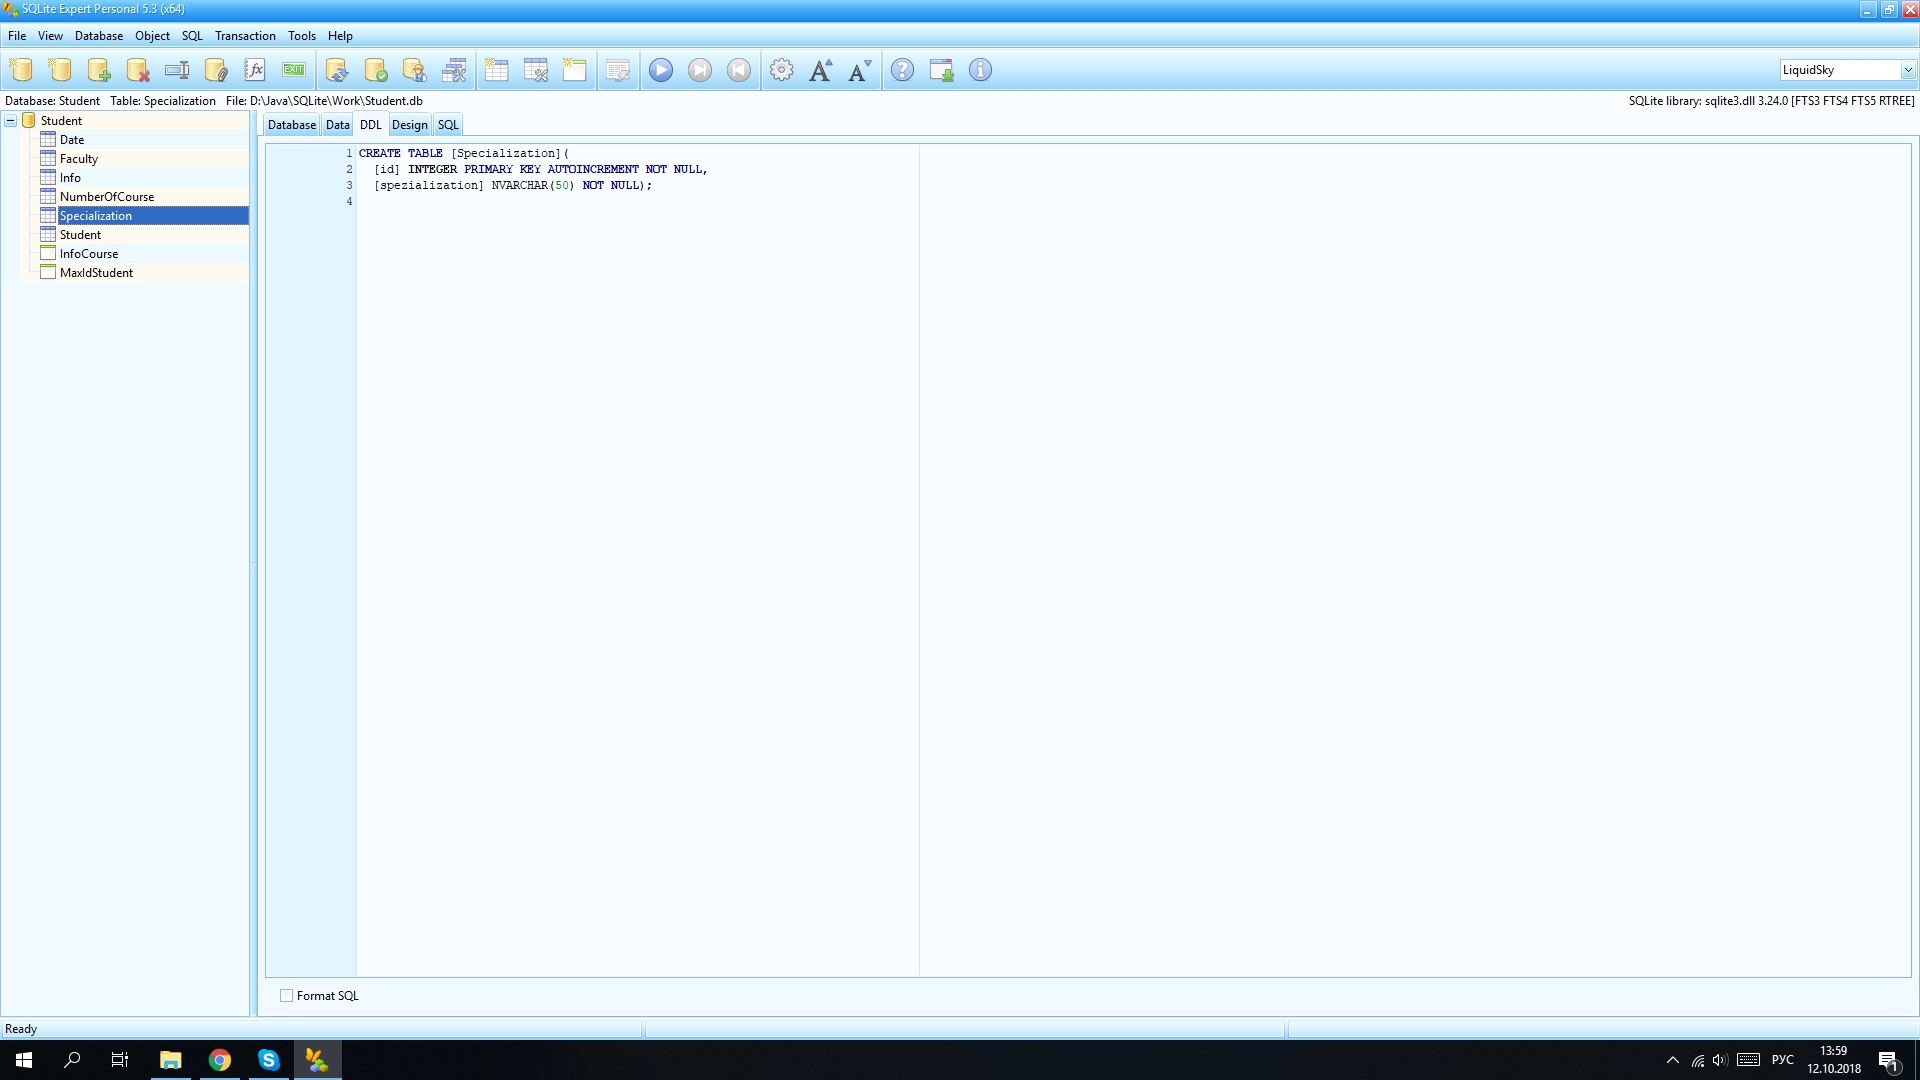 SQLite Expert Personal 5.3 (x64)
File View Database Object SQL Transaction Tools Help
fx EXIT A A ? i LiquidSky
Database: Student Table: Specialization File: D:\Java\SQLite\Work\Student.db SQLite library: sqlite3.dll 3.24.0 [FTS3 FTS4 FTS5 RTREE]
Student
Date
Faculty
Info
NumberOfCourse
Specialization
Student
InfoCourse
MaxIdStudent
Database Data DDL Design SQL
1 CREATE TABLE [Specialization](
2 [id] INTEGER PRIMARY KEY AUTOINCREMENT NOT NULL,
3 [spezialization] NVARCHAR(50) NOT NULL);
4
Format SQL
Ready
РУС 13:59
12.10.2018
1